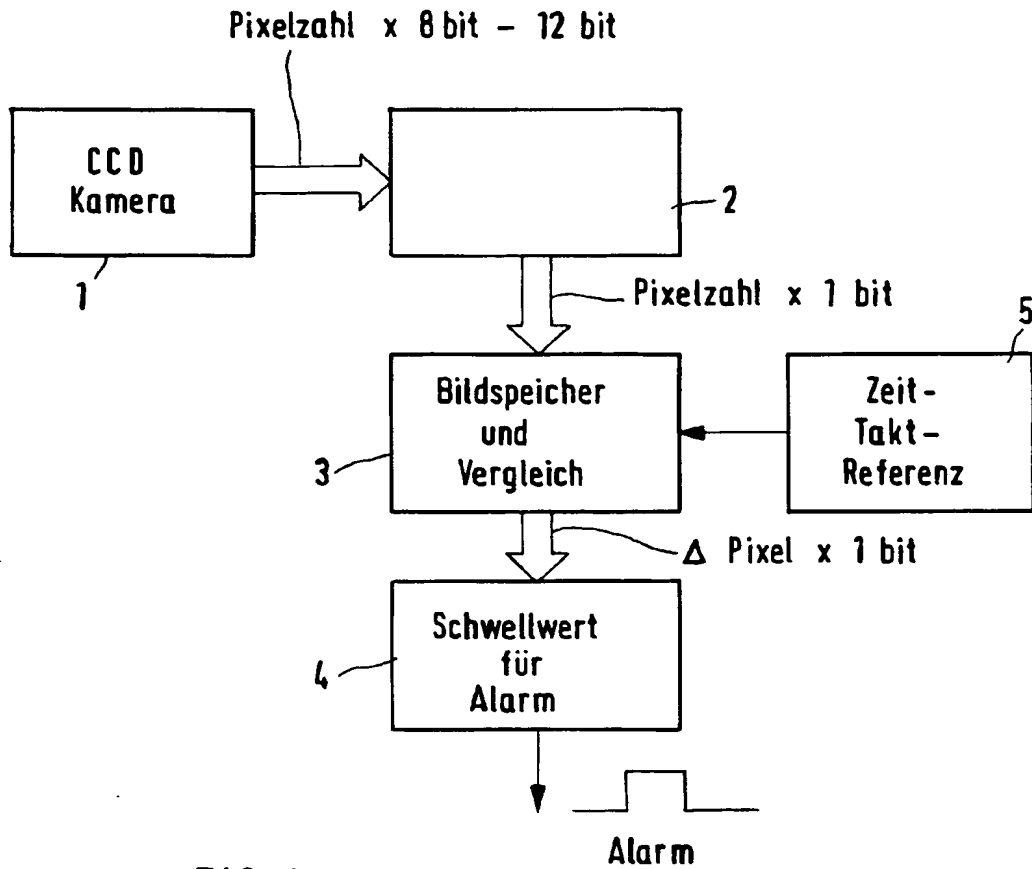 Pixelzahl x 8 bit – 12 bit
CCD
Kamera
1
2
Pixelzahl x 1 bit
5
Bildspeicher
und
Vergleich
3
Zeit-
Takt-
Referenz
Δ Pixel x 1 bit
Schwellwert
für
Alarm
4
Alarm